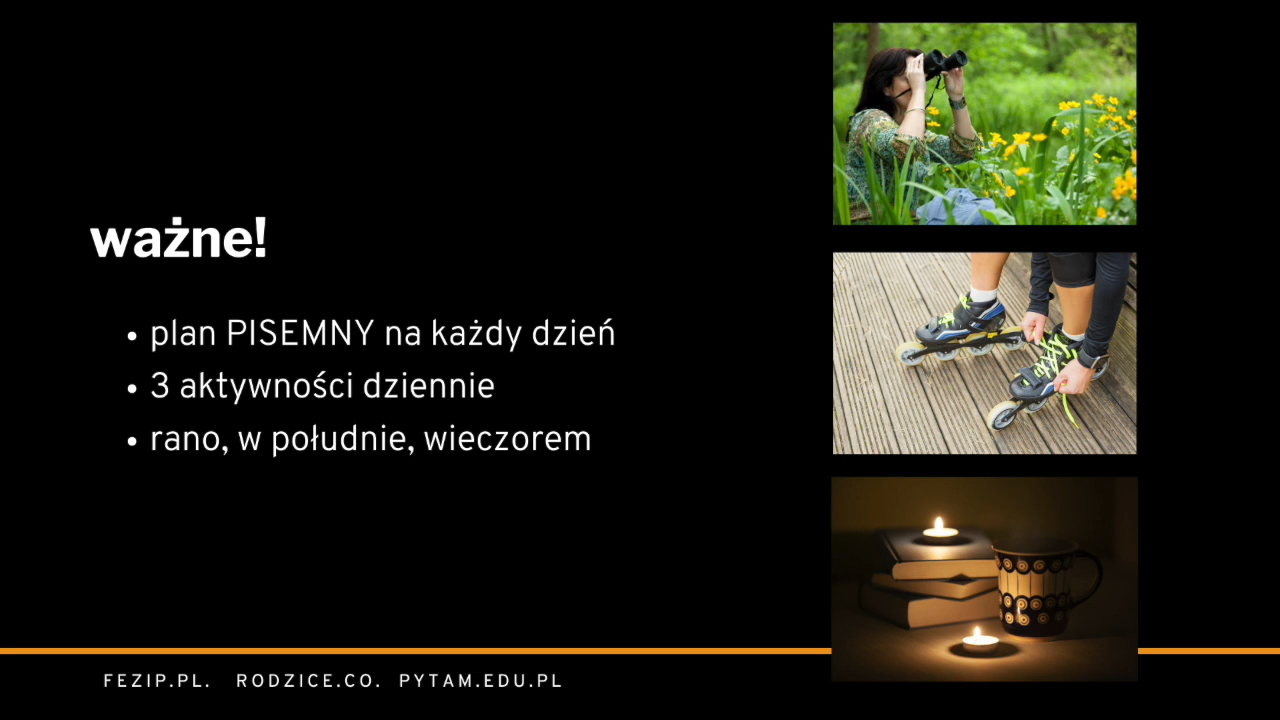 ważne!
• plan PISEMNY na każdy dzień
• 3 aktywności dziennie
• rano, w południe, wieczorem
FEZIP.PL. RODZICE.CO. PYTAM.EDU.PL